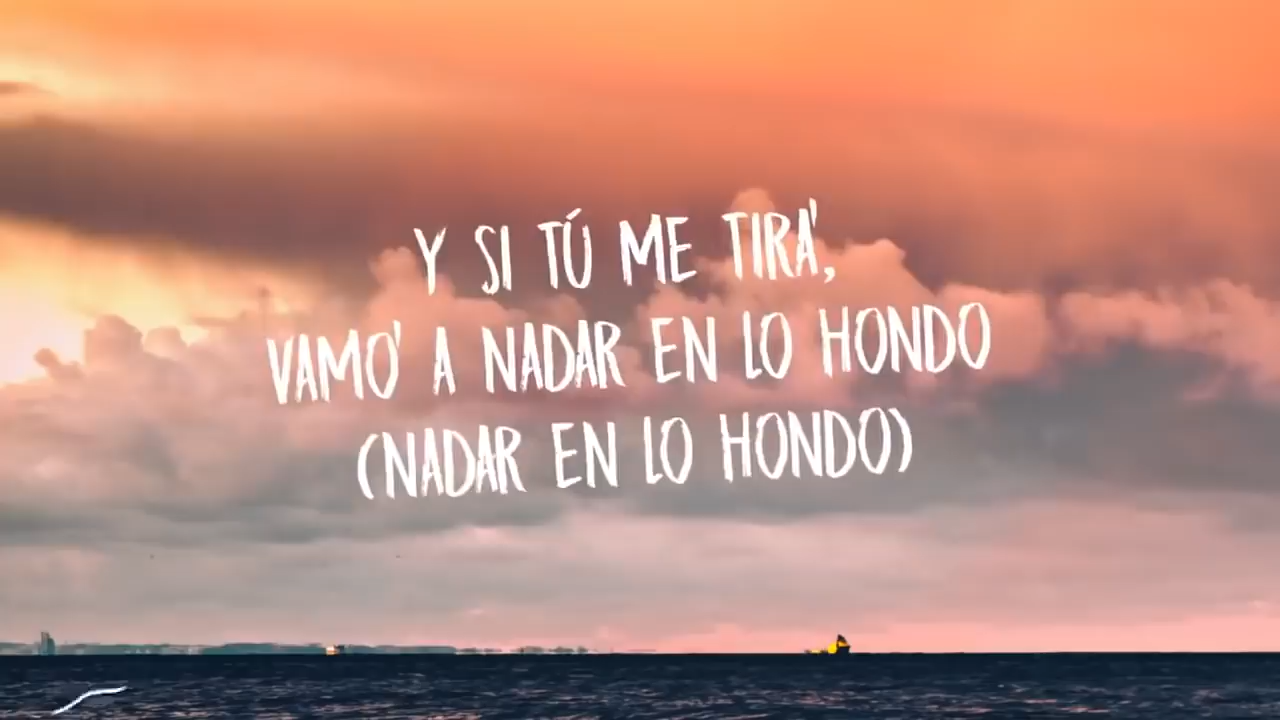 Y SI TÚ ME TIRA',
VAMO' A NADAR EN LO HONDO
(NADAR EN LO HONDO)